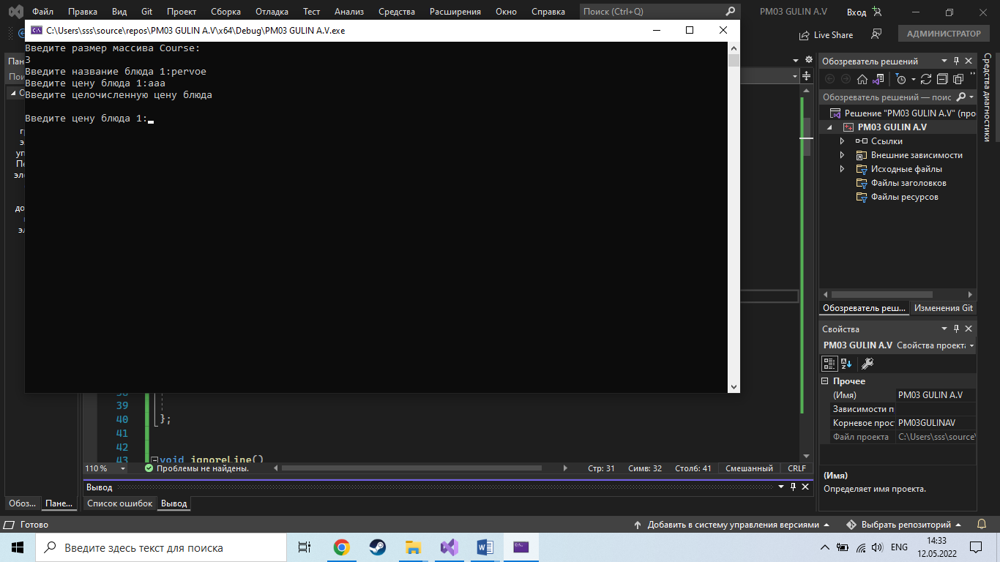 Файл Правка Вид Git Проект Сборка Отладка Тест Анализ Средства Расширения Окно Справка Поиск (Ctrl+Q) PM03 GULIN A.V Вход
C:\Users\sss\source\repos\PM03 GULIN A.V\x64\Debug\PM03 GULIN A.V.exe
Live Share АДМИНИСТРАТОР
Введите размер массива Course:
3
Введите название блюда 1:pervoe
Введите цену блюда 1:aaa
Введите целочисленную цену блюда
Введите цену блюда 1:
Обозреватель решений
Обозреватель решений — поис
Решение "PM03 GULIN A.V" (про
PM03 GULIN A.V
Ссылки
Внешние зависимости
Исходные файлы
Файлы заголовков
Файлы ресурсов
Средства диагностики
Обозреватель реш... Изменения Git
Свойства
PM03 GULIN A.V Свойства проекта
Прочее
(Имя) PM03 GULIN A.V
Зависимости п
Корневое прос PM03GULINAV
Файл проекта C:\Users\sss\source\
(Имя)
Определяет имя проекта.
38
39
40 };
41
42
43 void ignoreLine()
110 % Проблемы не найдены. Стр: 31 Симв: 32 Столб: 41 Смешанный CRLF
Вывод
Обоз... Пане... Список ошибок Вывод
Готово Добавить в систему управления версиями Выбрать репозиторий
Введите здесь текст для поиска ENG 14:33
12.05.2022